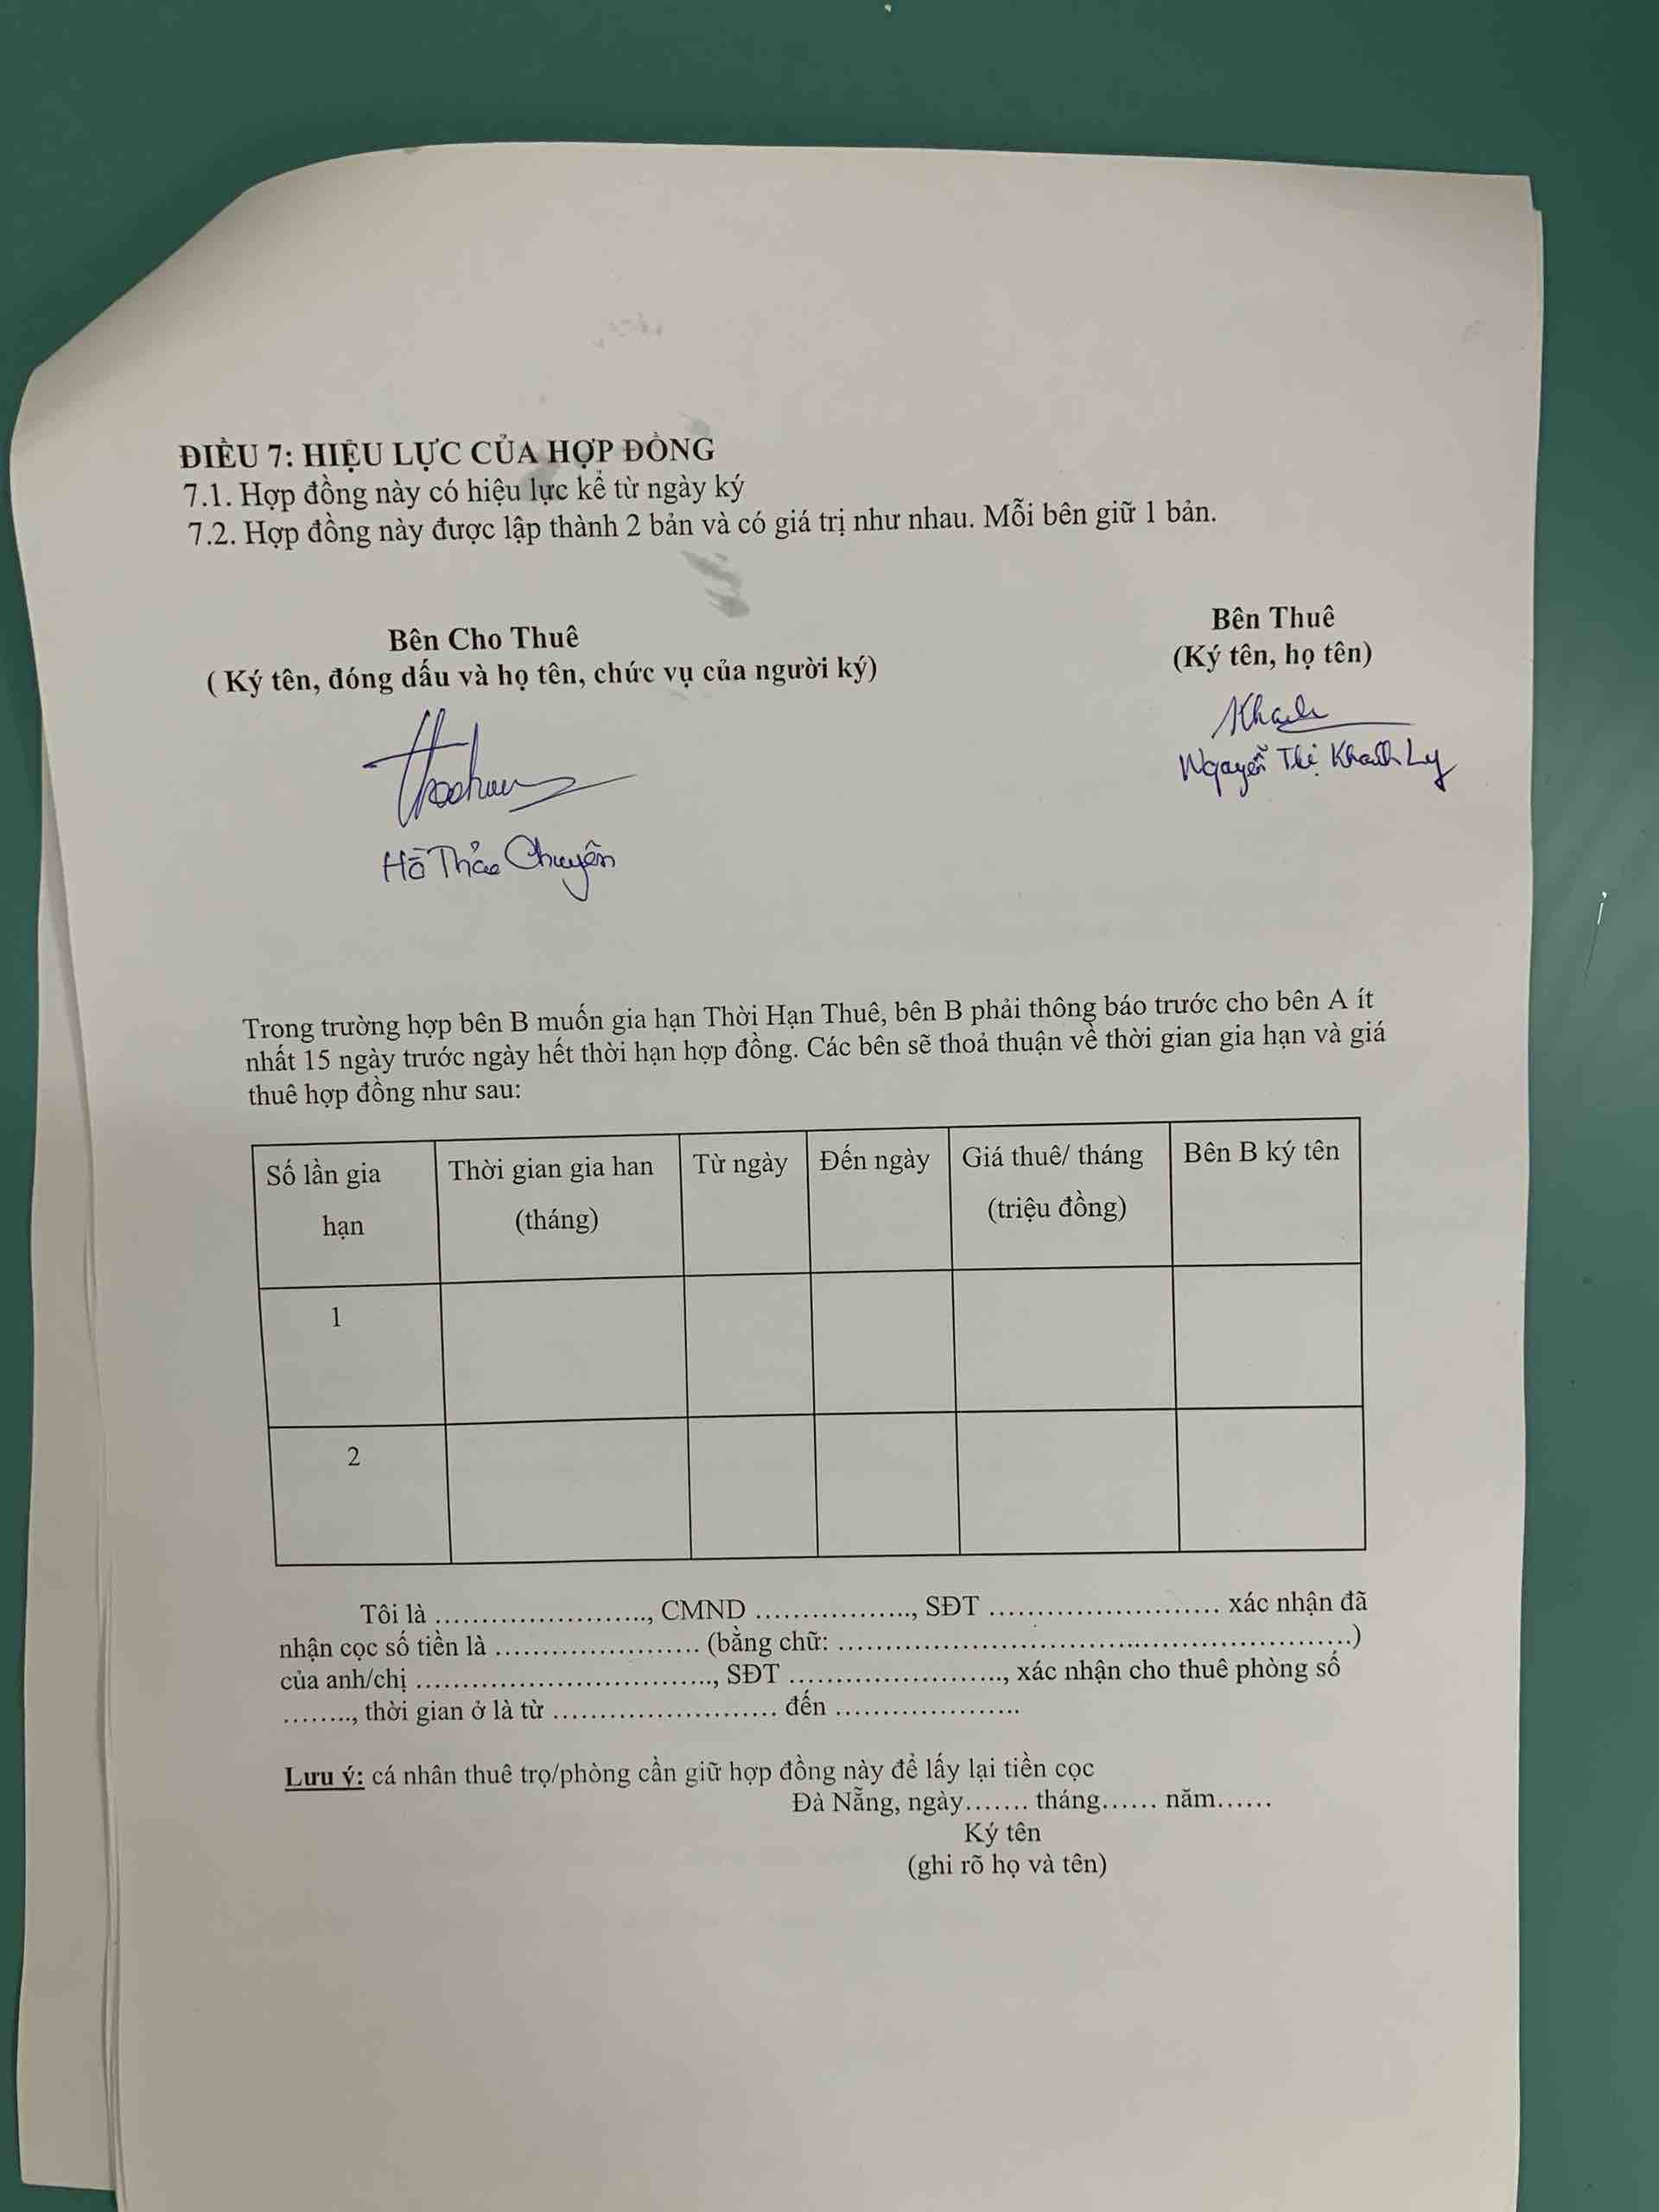 ĐIỀU 7: HIỆU LỰC CỦA HỢP ĐỒNG
7.1. Hợp đồng này có hiệu lực kể từ ngày ký
7.2. Hợp đồng này được lập thành 2 bản và có giá trị như nhau. Mỗi bên giữ 1 bản.
Bên Cho Thuê
( Ký tên, đóng dấu và họ tên, chức vụ của người ký)
Bên Thuê
(Ký tên, họ tên)
Hồ Thảo Chuyên
Khanh
Nguyễn Thị Khánh Ly
Trong trường hợp bên B muốn gia hạn Thời Hạn Thuê, bên B phải thông báo trước cho bên A ít
nhất 15 ngày trước ngày hết thời hạn hợp đồng. Các bên sẽ thoả thuận về thời gian gia hạn và giá
thuê hợp đồng như sau:
Số lần gia hạn
Thời gian gia han (tháng)
Từ ngày
Đến ngày
Giá thuê/ tháng (triệu đồng)
Bên B ký tên
1
2
Tôi là ........................, CMND .................., SĐT ......................... xác nhận đã
nhận cọc số tiền là ...................... (bằng chữ: ........................................................)
của anh/chị ................................, SĐT ......................., xác nhận cho thuê phòng số
........, thời gian ở là từ ........................ đến ....................
Lưu ý: cá nhân thuê trọ/phòng cần giữ hợp đồng này để lấy lại tiền cọc
Đà Nẵng, ngày....... tháng...... năm......
Ký tên
(ghi rõ họ và tên)